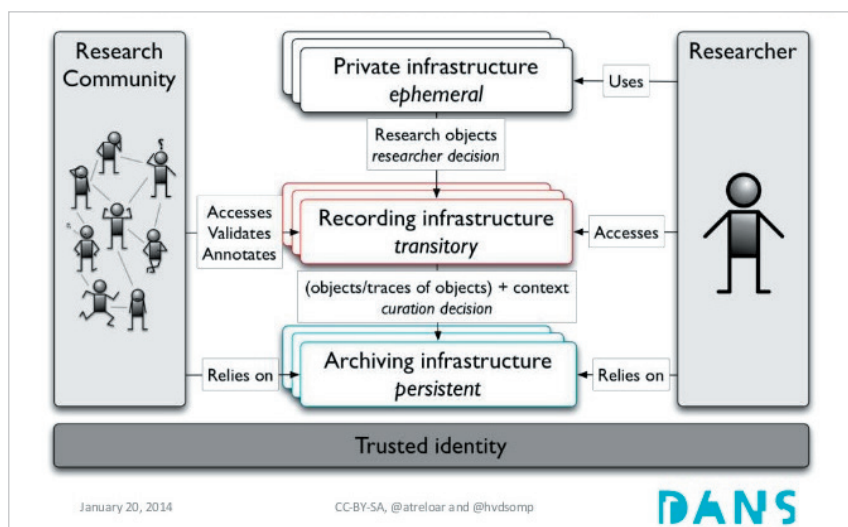 Research
Community
Private infrastructure
ephemeral
Researcher
Uses
Research objects
researcher decision
?
Accesses
Validates
Annotates
Recording infrastructure
transitory
Accesses
(objects/traces of objects) + context
curation decision
Relies on
Archiving infrastructure
persistent
Relies on
Trusted identity
January 20, 2014
CC-BY-SA, @atreloar and @hvdsomp
DANS